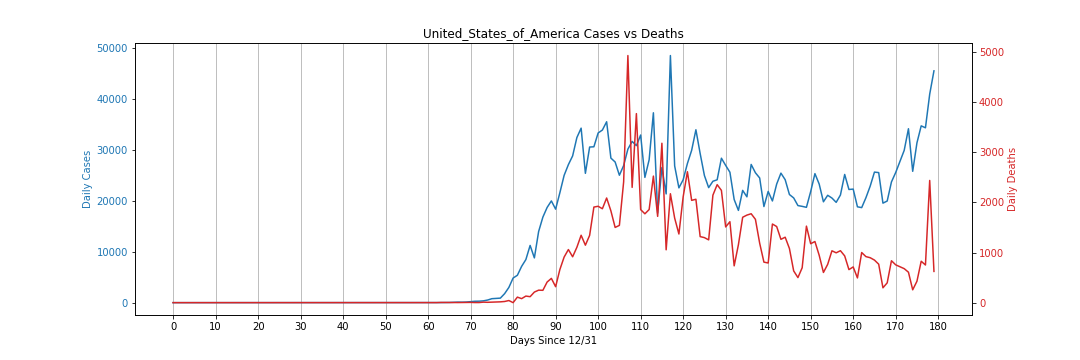 United_States_of_America Cases vs Deaths
50000
40000
30000
20000
10000
0
Daily Cases
5000
4000
3000
2000
1000
0
Daily Deaths
0 10 20 30 40 50 60 70 80 90 100 110 120 130 140 150 160 170 180
Days Since 12/31